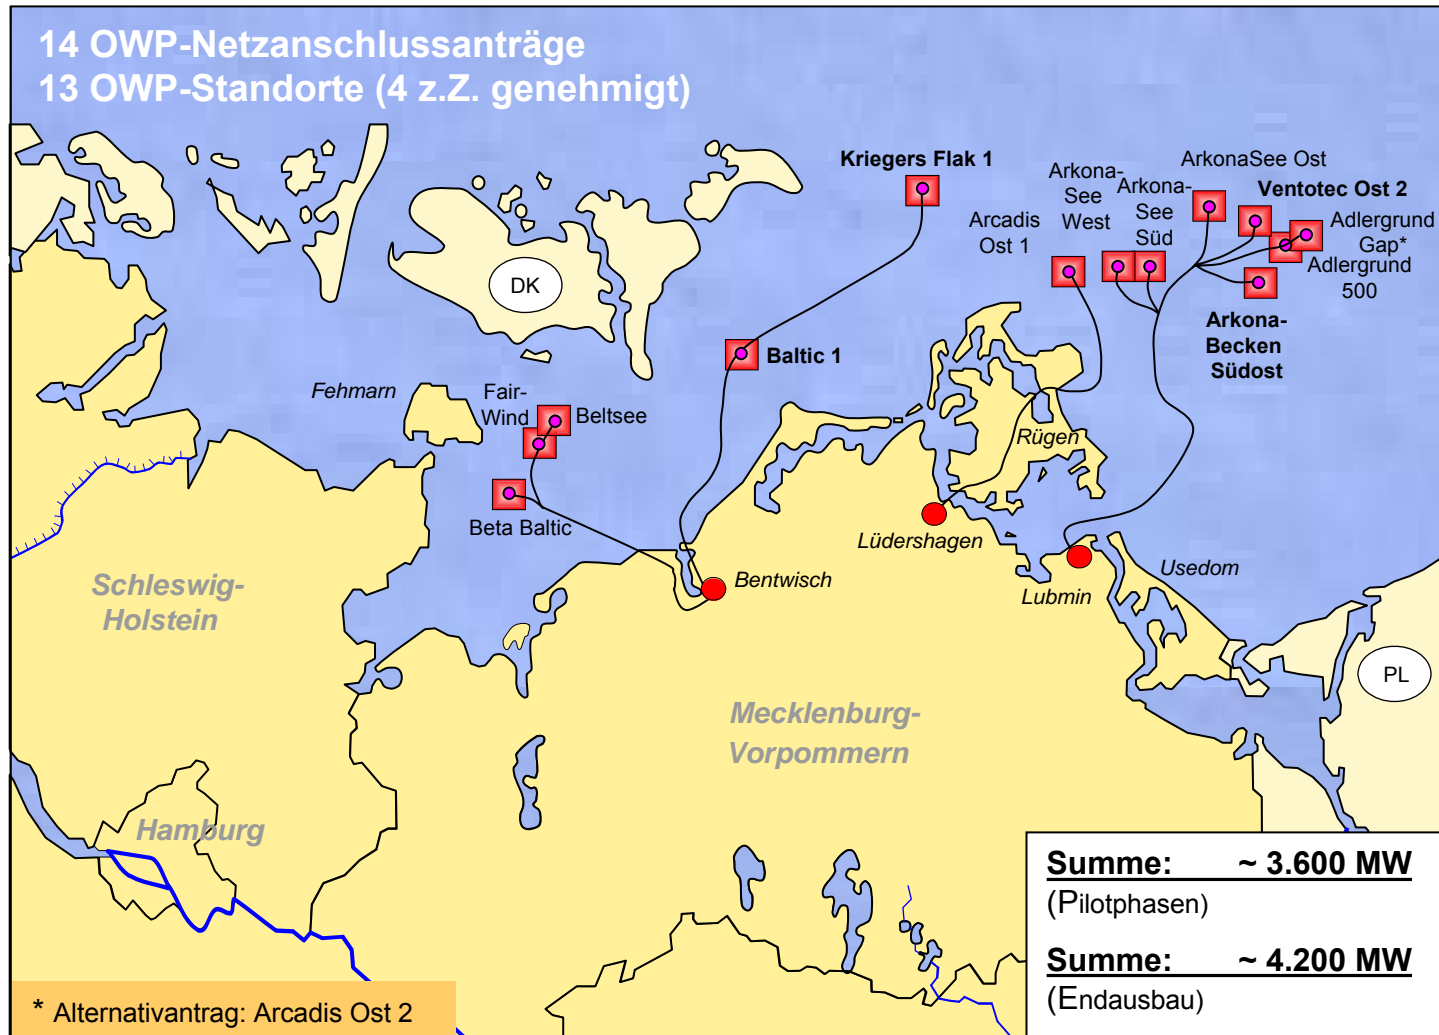 14 OWP-Netzanschlussanträge
13 OWP-Standorte (4 z.Z. genehmigt)
Kriegers Flak 1
Arkona-
See
West
Arkona-
See
Süd
ArkonaSee Ost
Ventotec Ost 2
Arcadis
Ost 1
Adlergrund
Gap*
Adlergrund
500
DK
Arkona-
Becken
Südost
Baltic 1
Fehmarn
Fair-
Wind
Beltsee
Rügen
Beta Baltic
Lüdershagen
Bentwisch
Lubmin
Usedom
Schleswig-
Holstein
PL
Mecklenburg-
Vorpommern
Hamburg
Summe: ~ 3.600 MW
(Pilotphasen)
Summe: ~ 4.200 MW
(Endausbau)
* Alternativantrag: Arcadis Ost 2